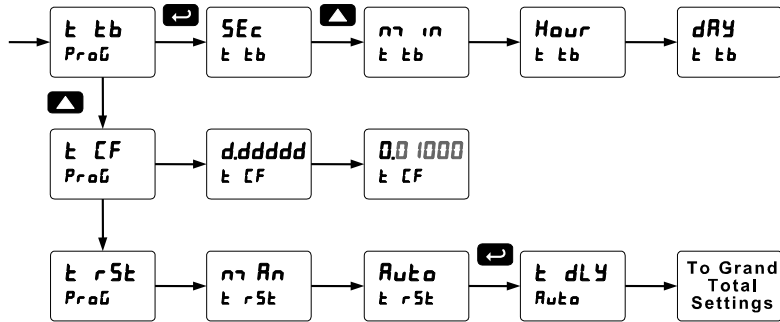 t tb
ProG
SEc
t tb
min
t tb
Hour
t tb
dAY
t tb
t CF
ProG
d.ddddd
t CF
0.01000
t CF
t rSt
ProG
mAn
t rSt
Auto
t rSt
t dLY
Auto
To Grand
Total
Settings